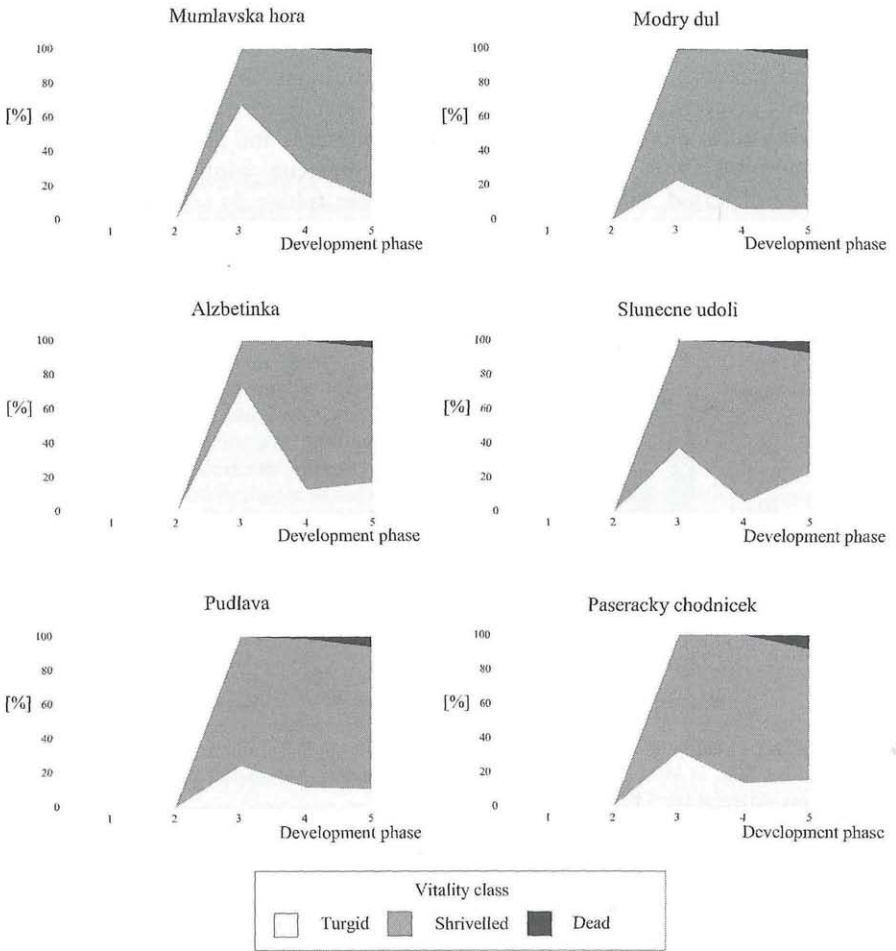 Mumlavska hora
100
80
[%] 60
40
20
0
1 2 3 4 5
Development phase
Modry dul
100
80
[%] 60
40
20
0
1 2 3 4 5
Development phase
Alzbetinka
100
80
[%] 60
40
20
0
1 2 3 4 5
Development phase
Slunecne udoli
100
80
[%] 60
40
20
0
1 2 3 4 5
Development phase
Pudlava
100
80
[%] 60
40
20
0
1 2 3 4 5
Development phase
Paseracky chodnicek
100
80
[%] 60
40
20
0
1 2 3 4 5
Development phase
Vitality class
Turgid Shrivelled Dead